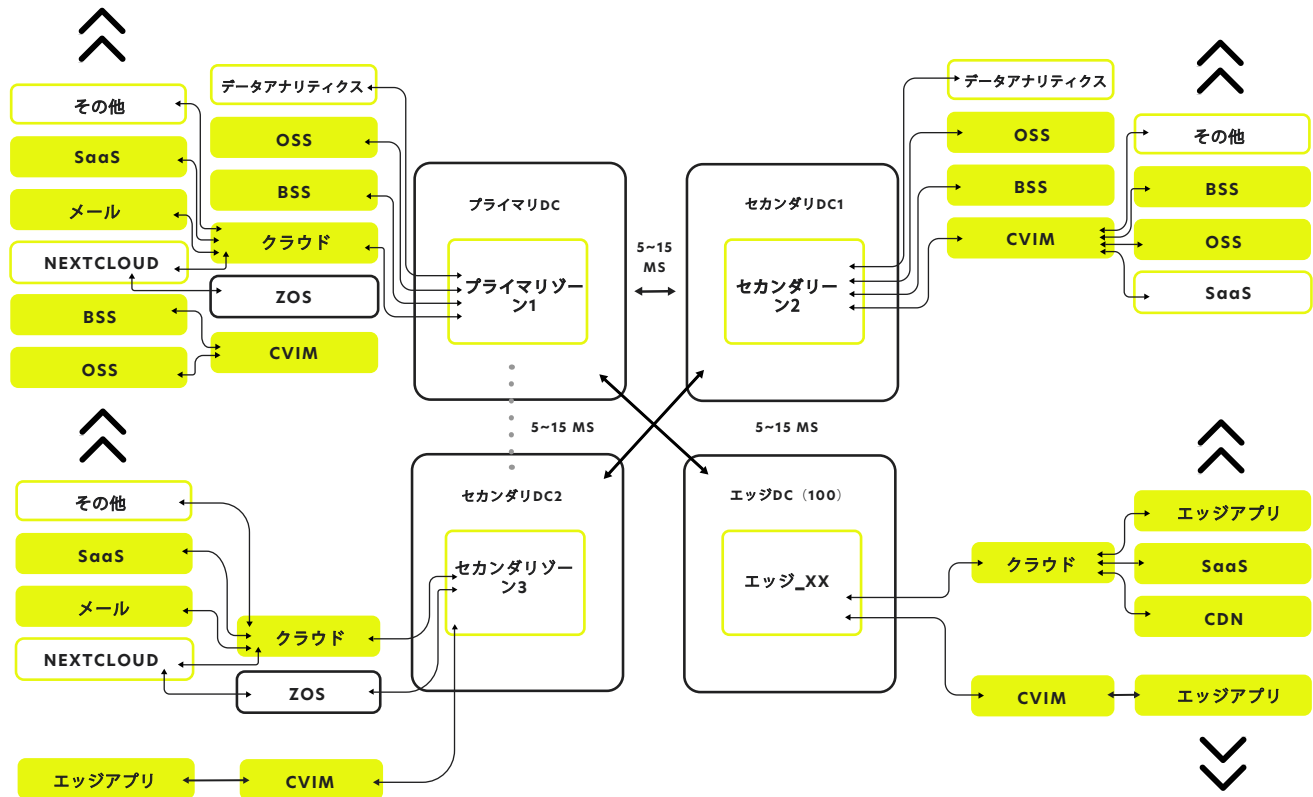 データアナリティクス
その他
OSS
SaaS
BSS
メール
クラウド
NEXTCLOUD
ZOS
BSS
CVIM
OSS
プライマリDC
プライマリゾー
ン1
5~15
MS
セカンダリDC1
セカンダリーン
ン2
データアナリティクス
OSS
その他
BSS
BSS
CVIM
OSS
SaaS
5~15 MS
5~15 MS
その他
SaaS
メール
クラウド
NEXTCLOUD
ZOS
エッジアプリ
CVIM
セカンダリDC2
セカンダリゾー
ン3
エッジDC（100）
エッジ_XX
エッジアプリ
クラウド
SaaS
CDN
CVIM
エッジアプリ